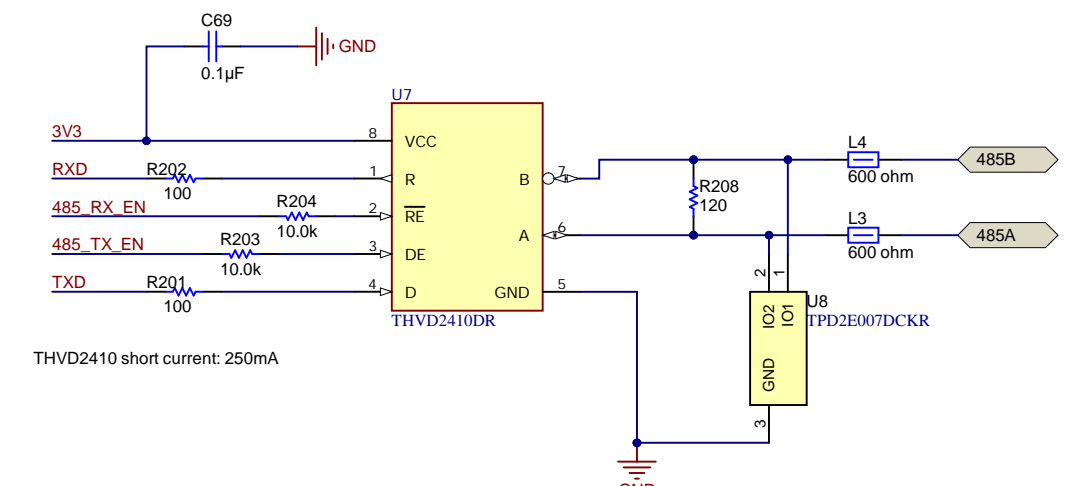 C69
GND
0.1µF
U7
3V3
8
VCC
RXD
R202
100
1
R
B
7
485_RX_EN
R204
10.0k
2
RE
485_TX_EN
R203
10.0k
3
DE
A
6
TXD
R201
100
4
D
GND
5
THVD2410DR
R208
120
L4
600 ohm
485B
L3
600 ohm
485A
2
1
IO2
IO1
GND
3
U8
TPD2E007DCKR
THVD2410 short current: 250mA
GND